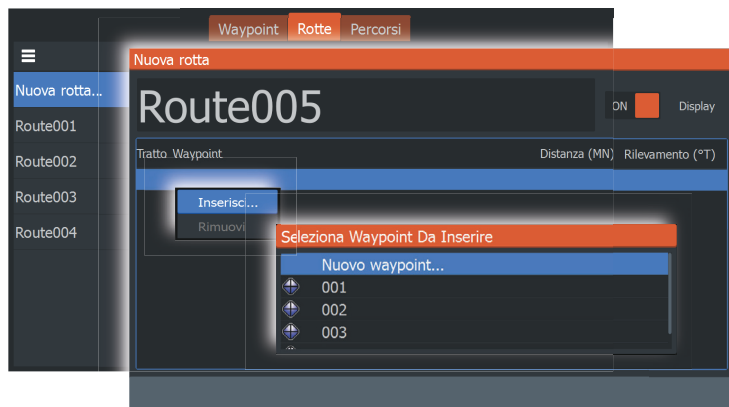 Waypoint Rotte Percorsi
Nuova rotta
Nuova rotta...
Route001
Route002
Route003
Route004
Route005
ON Display
Tratto Waypoint Distanza (MN) Rilevamento (°T)
Inserisci...
Rimuovi
Seleziona Waypoint Da Inserire
Nuovo waypoint...
001
002
003